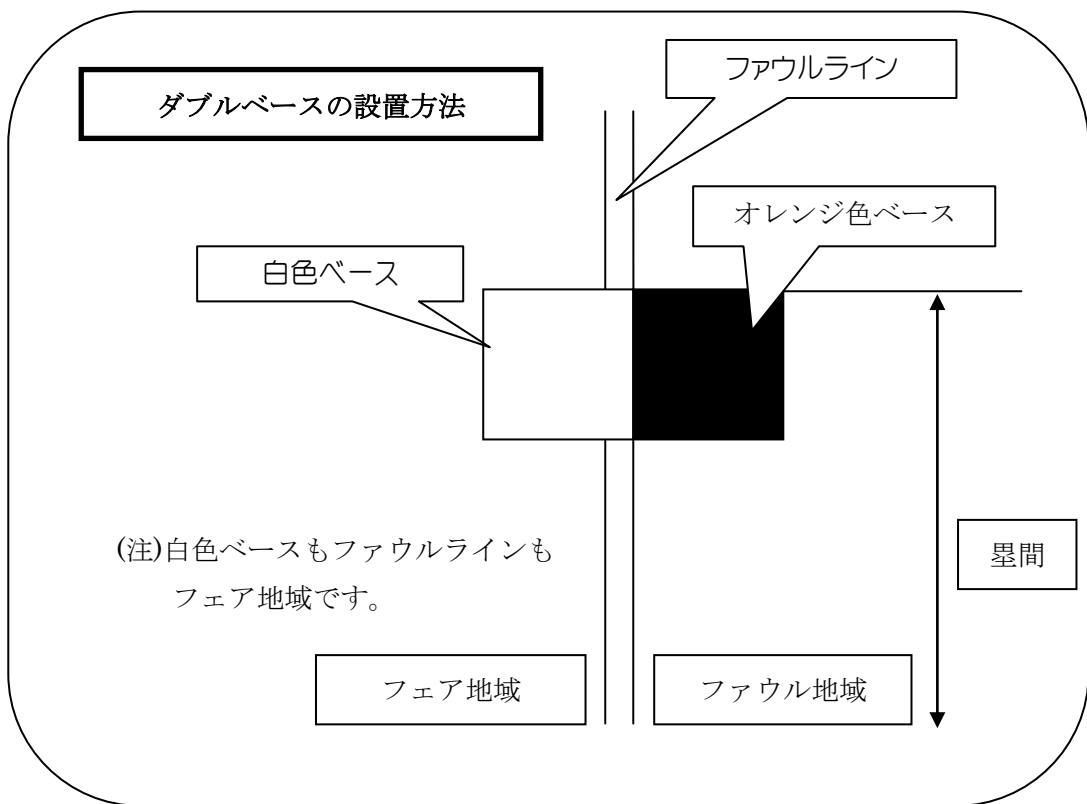 ダブルベースの設置方法
ファウルライン
オレンジ色ベース
白色ベース
(注)白色ベースもファウルラインも
フェア地域です。
塁間
フェア地域
ファウル地域